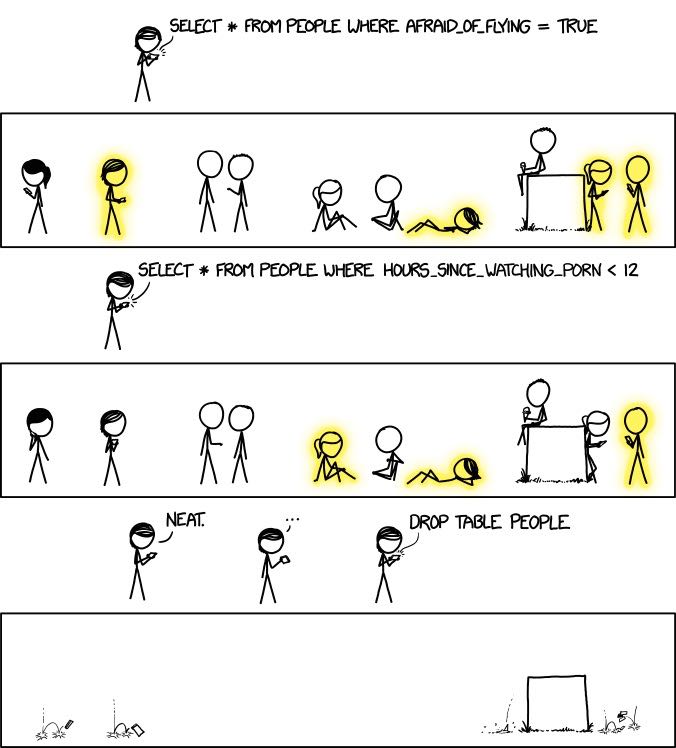 SELECT * FROM PEOPLE WHERE AFRAID_OF_FLYING = TRUE
SELECT * FROM PEOPLE WHERE HOURS_SINCE_WATCHING_PORN < 12
NEAT.
...
DROP TABLE PEOPLE